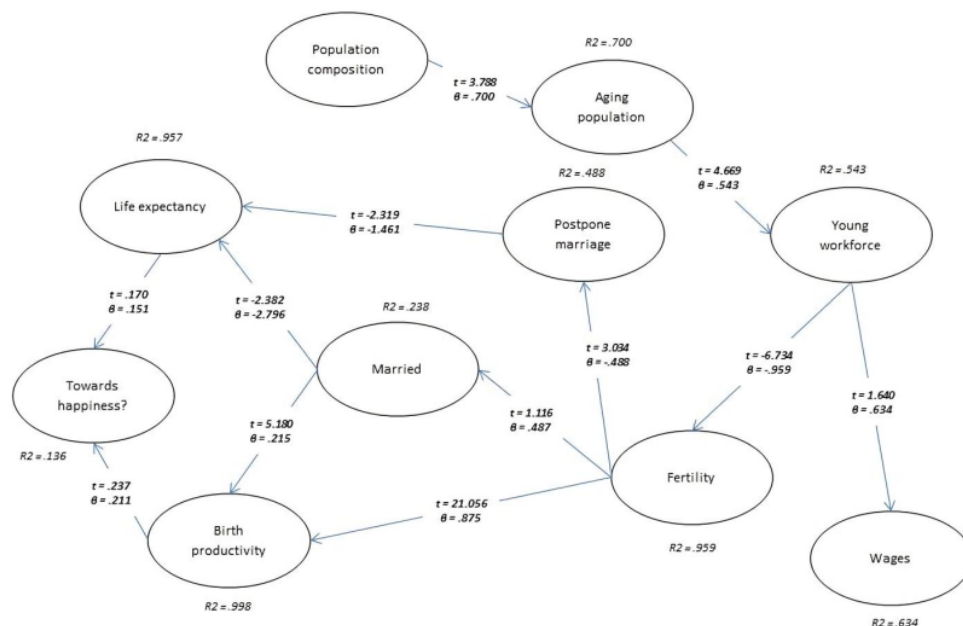 R2 = .700
Population
composition
t = 3.788
θ = .700
Aging
population
R2 = .957
R2 = .488
t = 4.669
θ = .543
R2 = .543
Life expectancy
t = -2.319
θ = -1.461
Postpone
marriage
Young
workforce
t = .170
θ = .151
t = -2.382
θ = -2.796
R2 = .238
t = 3.034
θ = -.488
t = -6.734
θ = -.959
Towards
happiness?
Married
t = 1.640
θ = .634
t = 1.116
θ = .487
t = 5.180
θ = .215
R2 = .136
t = .237
θ = .211
t = 21.056
θ = .875
Fertility
Birth
productivity
R2 = .959
Wages
R2 = .998
R2 = .634